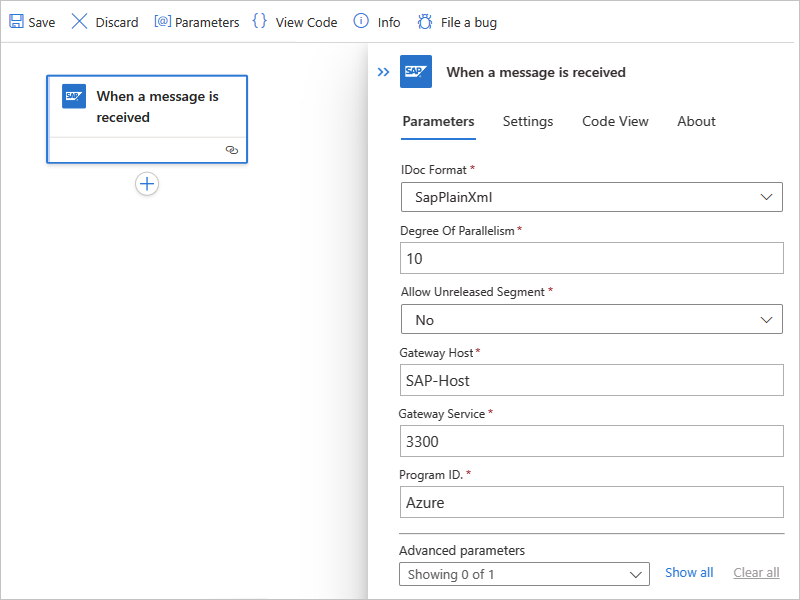 Save Discard [@] Parameters {} View Code Info File a bug
SAP
When a message is
received
SAP
When a message is received
Parameters Settings Code View About
IDoc Format *
SapPlainXml
Degree Of Parallelism *
10
Allow Unreleased Segment *
No
Gateway Host *
SAP-Host
Gateway Service *
3300
Program ID. *
Azure
Advanced parameters
Showing 0 of 1 Show all Clear all